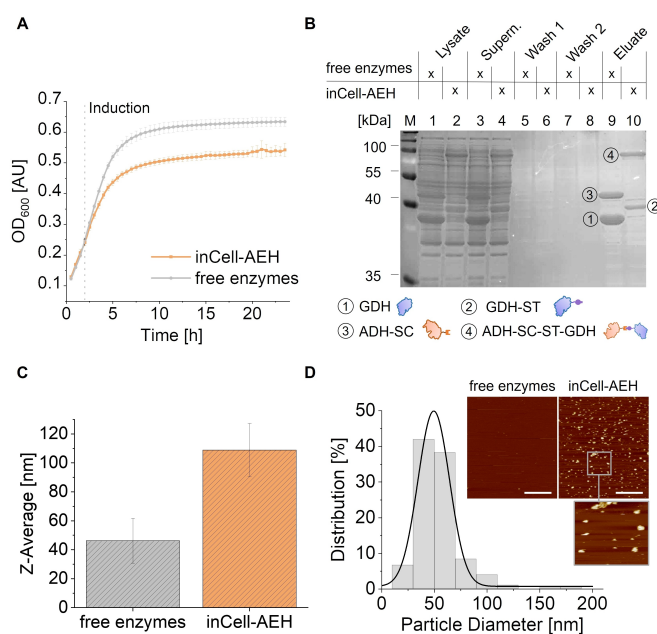 A
0.7
0.6
0.5
0.4
0.3
0.2
0.1
OD600 [AU]
Induction
inCell-AEH
free enzymes
0 5 10 15 20
Time [h]
B
Lysate Supern. Wash 1 Wash 2 Eluate
free enzymes x x x x x
inCell-AEH x x x x x
[kDa] M 1 2 3 4 5 6 7 8 9 10
100
55
40
35
4
3
2
1
1 GDH 2 GDH-ST
3 ADH-SC 4 ADH-SC-ST-GDH
C
120
100
80
60
40
20
0
Z-Average [nm]
free enzymes inCell-AEH
D
free enzymes inCell-AEH
50
40
30
20
10
0
Distribution [%]
0 50 100 150 200
Particle Diameter [nm]